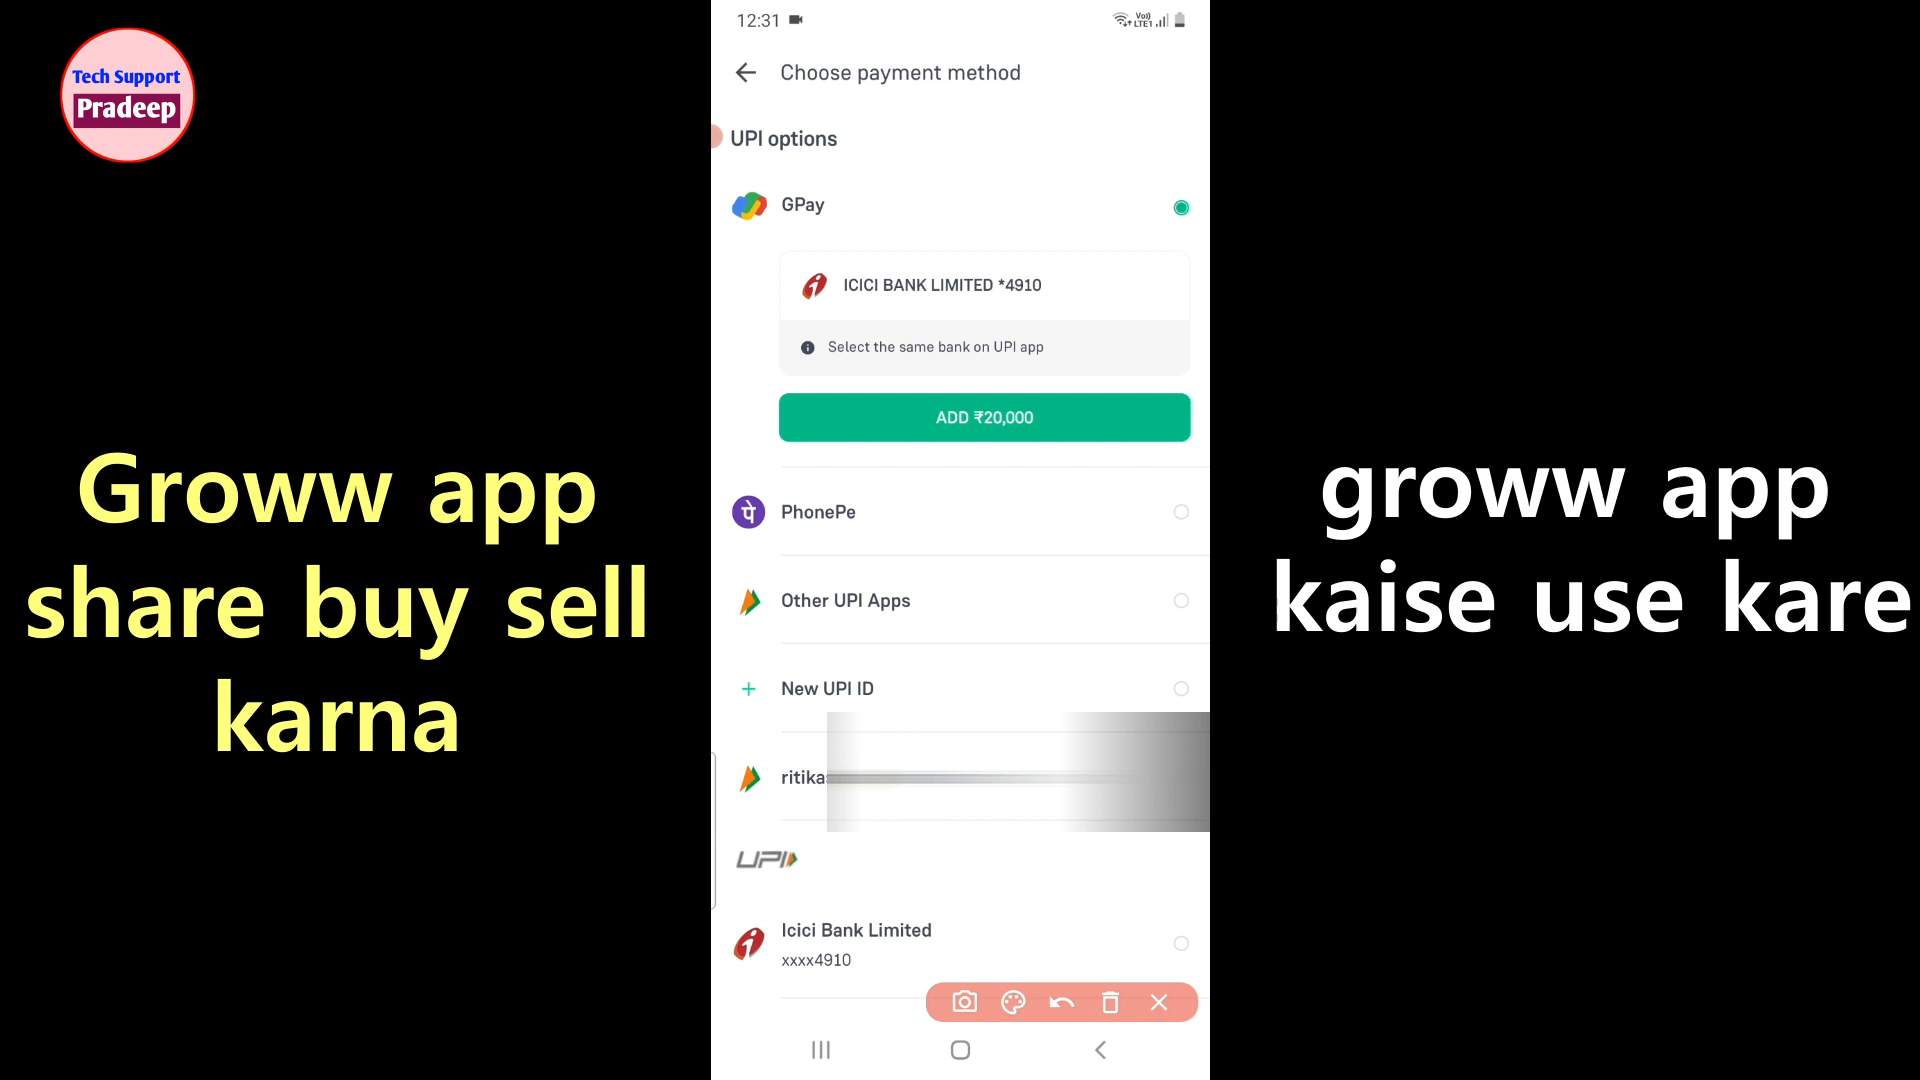 Tech Support
Pradeep
Groww app
share buy sell
karna
12:31
Vo))
LTE1
Choose payment method
UPI options
GPay
ICICI BANK LIMITED *4910
Select the same bank on UPI app
ADD ₹20,000
PhonePe
Other UPI Apps
New UPI ID
ritika
UPI
Icici Bank Limited
xxxx4910
groww app
kaise use kare